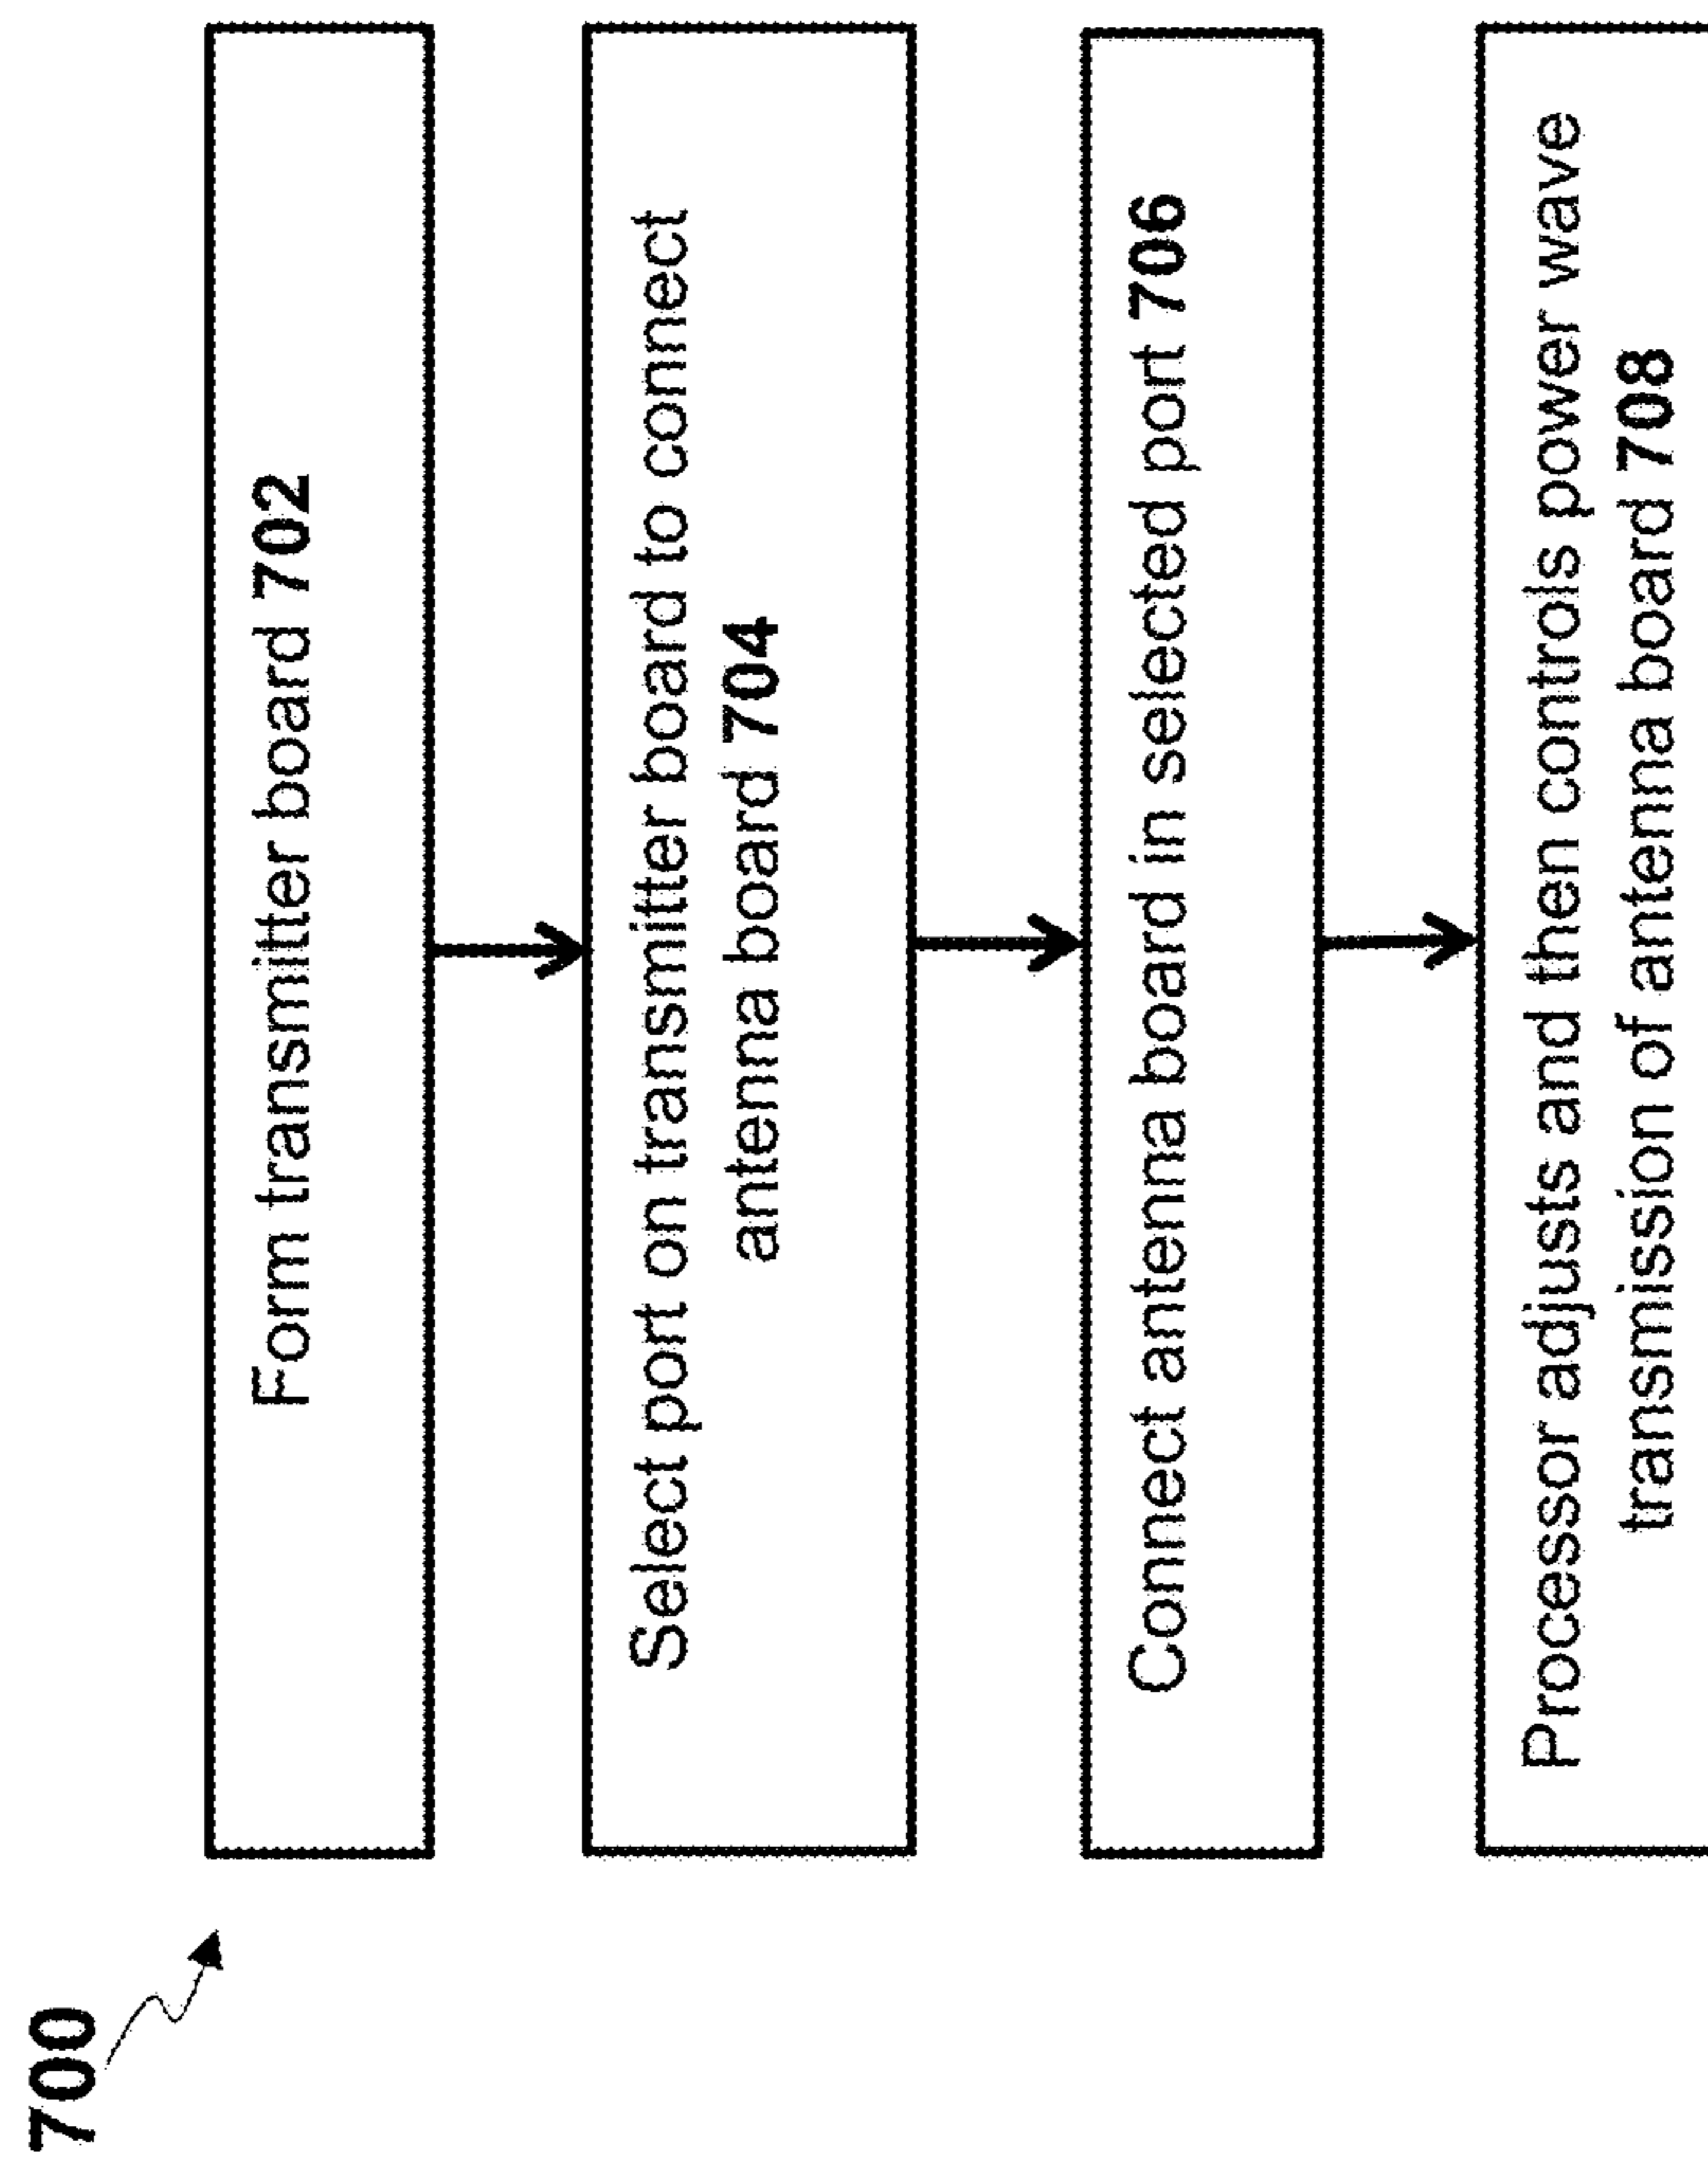 700
Form transmitter board 702
Select port on transmitter board to connect
antenna board 704
Connect antenna board in selected port 706
Processor adjusts and then controls power wave
transmission of antenna board 708